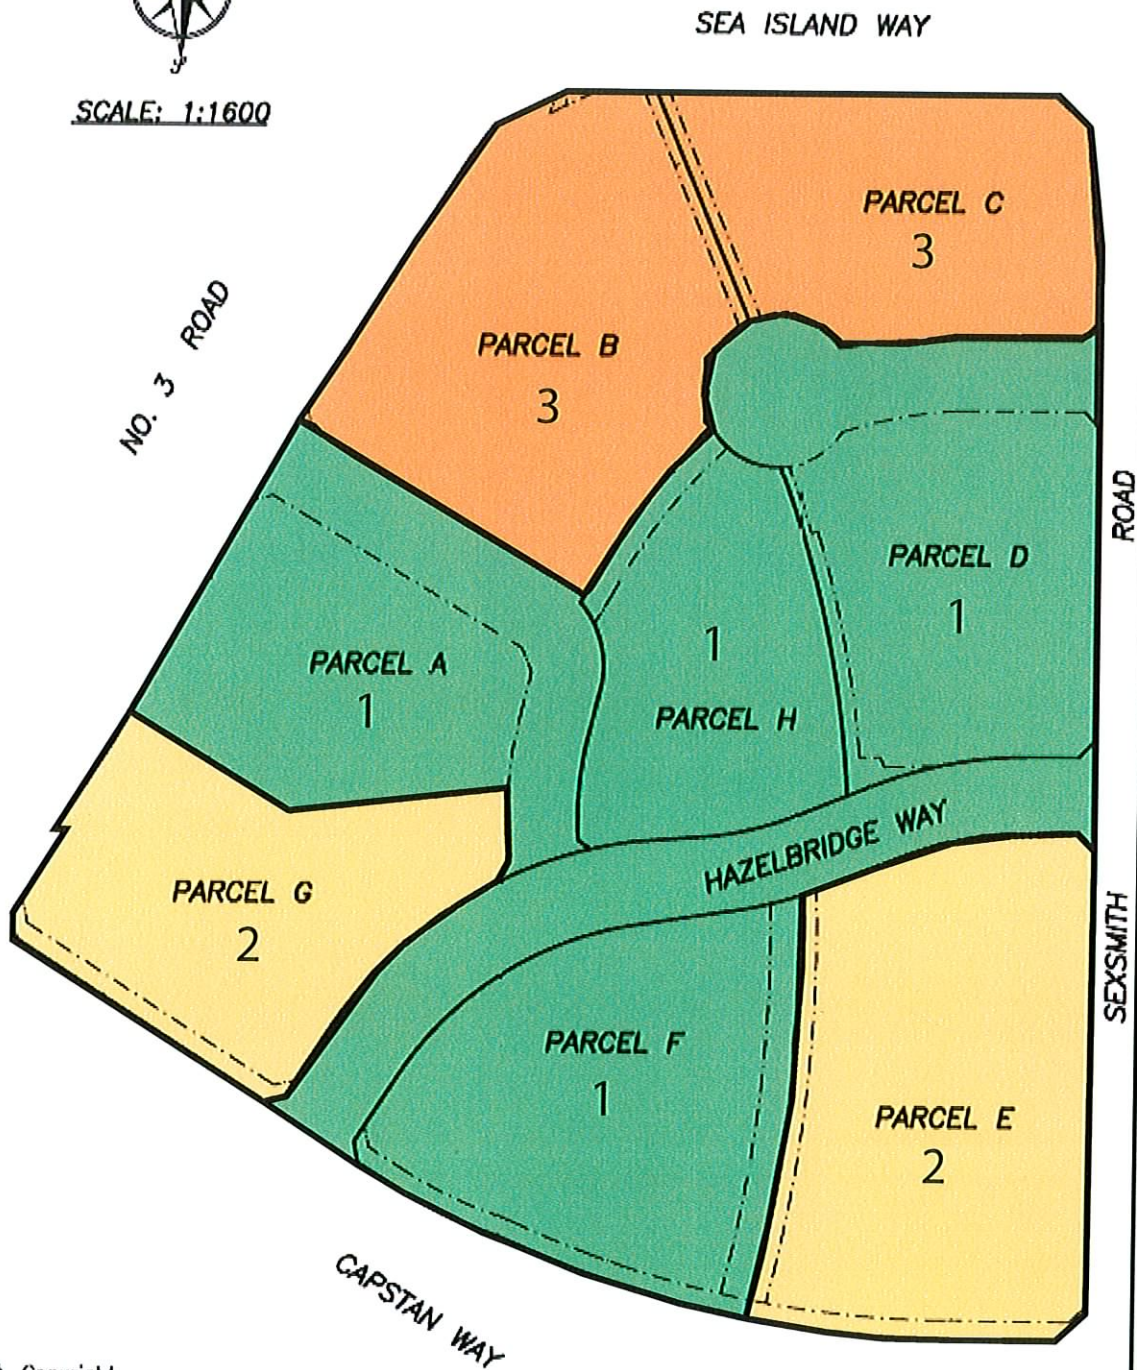 SEA ISLAND WAY
SCALE: 1:1600
PARCEL C
3
NO. 3 ROAD
PARCEL B
3
ROAD
PARCEL D
1
1
PARCEL H
PARCEL A
1
HAZELBRIDGE WAY
PARCEL G
2
SEXSMITH
PARCEL F
1
PARCEL E
2
CAPSTAN WAY